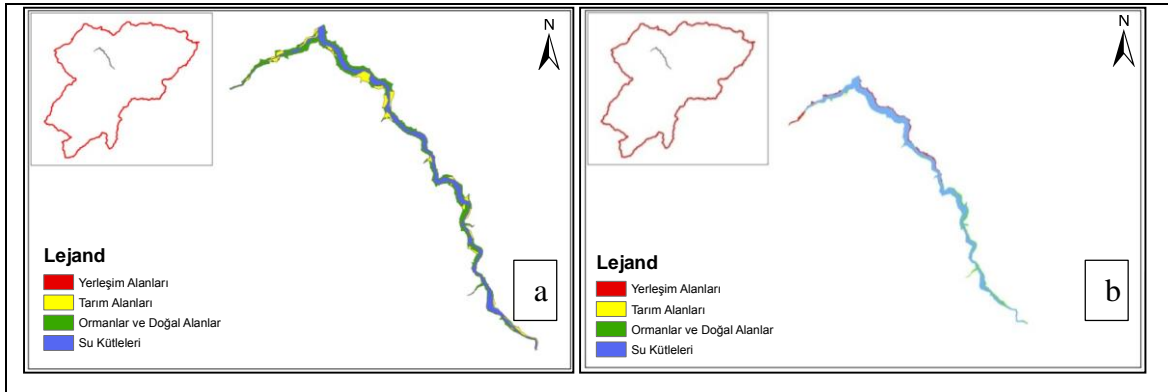 N
Lejand
Yerleşim Alanları
Tarım Alanları
Ormanlar ve Doğal Alanlar
Su Kütleleri
a
N
Lejand
Yerleşim Alanları
Tarım Alanları
Ormanlar ve Doğal Alanlar
Su Kütleleri
b